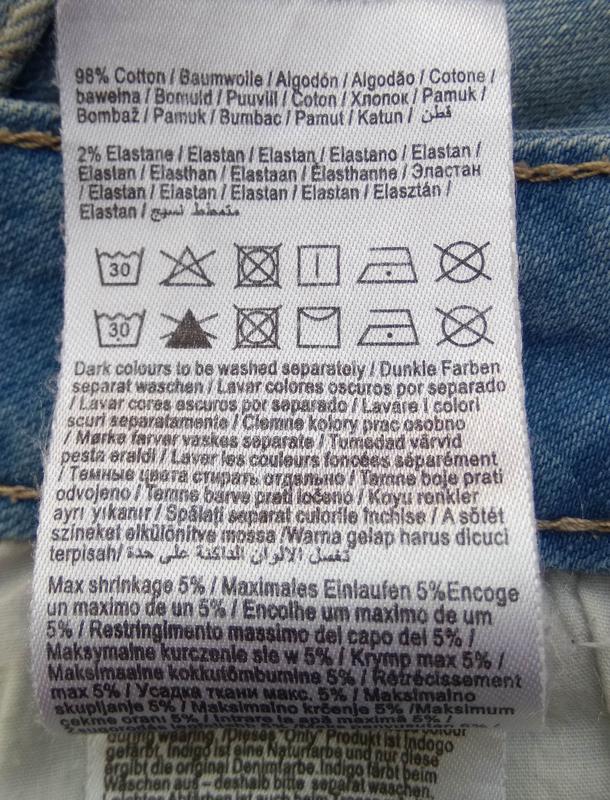 98% Cotton / Baumwolle / Algodón / Algodão / Cotone /
bawełna / Bomuld / Puuvill / Coton / Хлопок / Pamuk /
Bombaž / Pamuk / Bumbac / Pamut / Katun / قطن
2% Elastane / Elastan / Elastan / Elastano / Elastan /
Elastan / Elasthan / Elastaan / Élasthanne / Эластан
/ Elastan / Elastan / Elastan / Elastan / Elasztán /
Elastan / متمطط نسيج
30
30
Dark colours to be washed separately / Dunkle Farben
separat waschen / Lavar colores oscuros por separado
/ Lavar cores escuros por separado / Lavare i colori
scuri separatamente / Ciemne kolory prac osobno
/ Mørke farver vaskes separate / Tumedad värvid
pesta eraldi / Laver les couleurs foncées séparément
/ Темные цвета стирать отдельно / Tamne boje prati
odvojeno / Temne barve prati ločeno / Koyu renkler
ayrı yıkanır / Spălați separat culorile închise / A sötét
színeket elkülönítve mossa /Warna gelap harus dicuci
terpisah/ تغسل الالوان الداكنة على حدة
Max shrinkage 5% / Maximales Einlaufen 5%Encoge
un maximo de un 5% / Encolhe um maximo de um
5% / Restringimento massimo del capo del 5% /
Maksymalne kurczenie sie w 5% / Krymp max 5% /
Maksimaalne kokkutõmbumine 5% / Rétrécissement
max 5% / Усадка ткани макс. 5% / Maksimalno
skupljanje 5% / Maksimalno krčenje 5% /Maksimum
çekme oranı 5% / Intrare la spă maximă 5% /
during wearing /Dieses "Only" Produkt ist Indogo
gefärbt. Indigo ist eine Naturfarbe und nur diese
ergibt die original Denimfarbe.Indigo färbt beim
Waschen aus – deshalb bitte separat waschen.